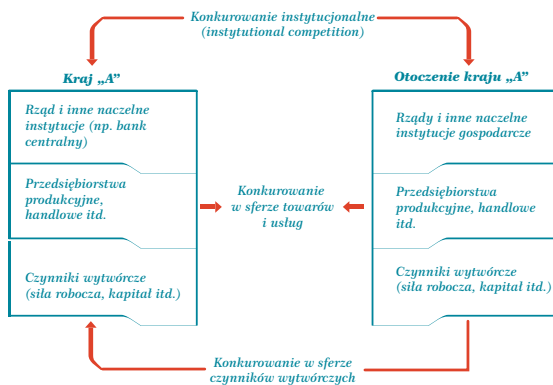 Konkurowanie instytucjonalne
(instytutional competition)
Kraj „A”
Rząd i inne naczelne
instytucje (np. bank
centralny)
Przedsiębiorstwa
produkcyjne,
handlowe itd.
Czynniki wytwórcze
(siła robocza, kapitał itd.)
Konkurowanie
w sferze towarów
i usług
Otoczenie kraju „A”
Rządy i inne naczelne
instytucje gospodarcze
Przedsiębiorstwa
produkcyjne, handlowe
itd.
Czynniki wytwórcze
(siła robocza, kapitał itd.)
Konkurowanie w sferze
czynników wytwórczych